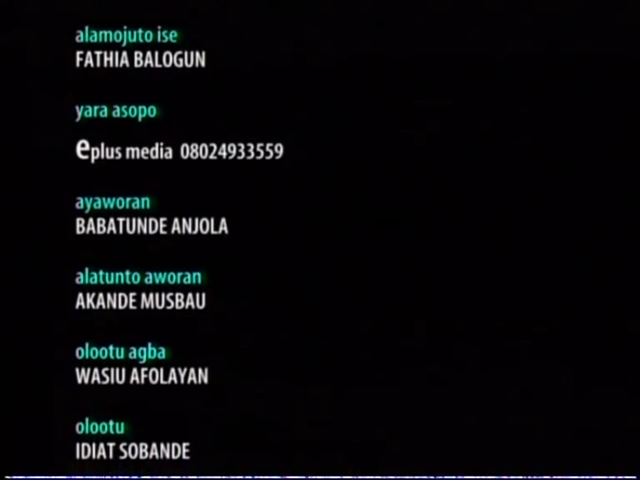 alamojuto ise
FATHIA BALOGUN
yara asopo
eplus media 08024933559
ayaworan
BABATUNDE ANJOLA
alatunto aworan
AKANDE MUSBAU
olootu agba
WASIU AFOLAYAN
olootu
IDIAT SOBANDE